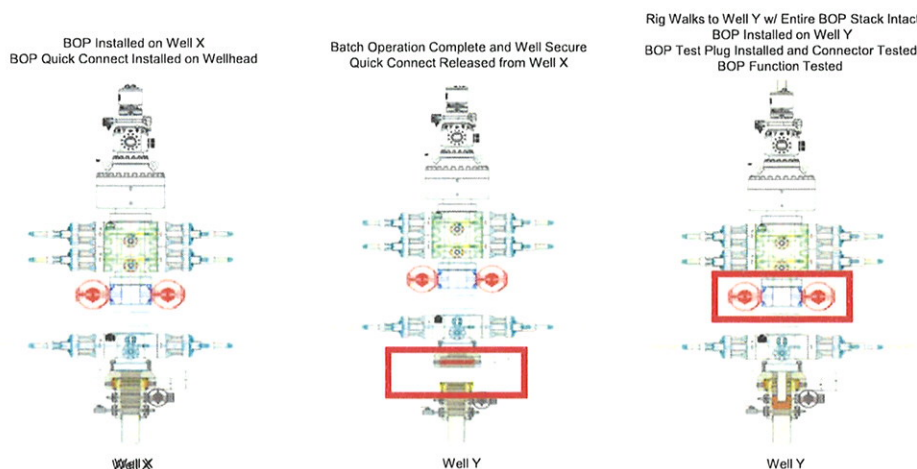 BOP Installed on Well X
BOP Quick Connect Installed on Wellhead
Batch Operation Complete and Well Secure
Quick Connect Released from Well X
Rig Walks to Well Y w/ Entire BOP Stack Intact
BOP Installed on Well Y
BOP Test Plug Installed and Connector Tested
BOP Function Tested
Well X
Well Y
Well Y